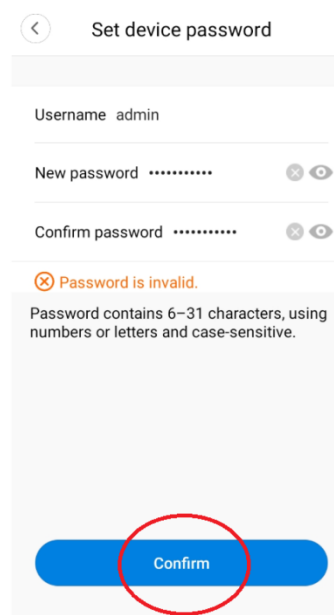 Set device password
Username admin
New password •••••••••••
Confirm password •••••••••••
Password is invalid.
Password contains 6–31 characters, using
numbers or letters and case-sensitive.
Confirm